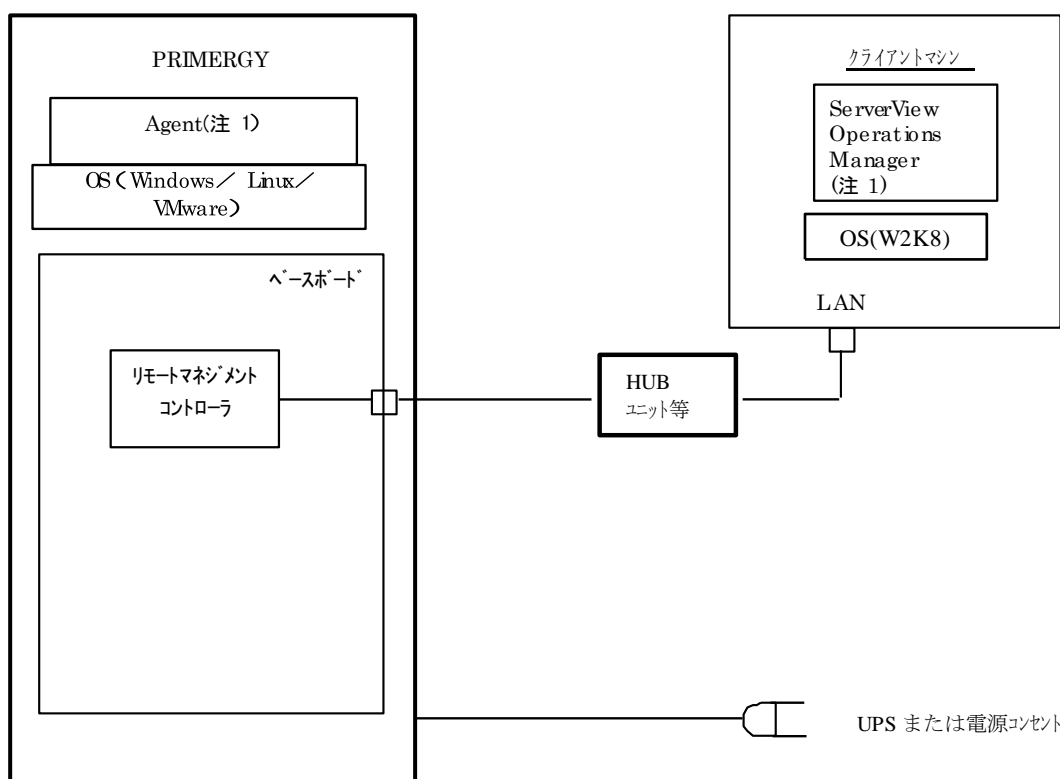 PRIMERGY
Agent(注 1)
OS(Windows／ Linux／
VMware)
ベースボード
リモートマネジメント
コントローラ
クライアントマシン
ServerView
Operations
Manager
(注 1)
OS(W2K8)
LAN
HUB
ユニット等
UPS または電源コンセント